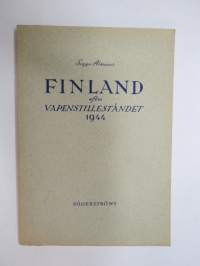 FINLAND
efter
VAPENSTILLESTÅNDET
1944
SÖDERSTRÖMS